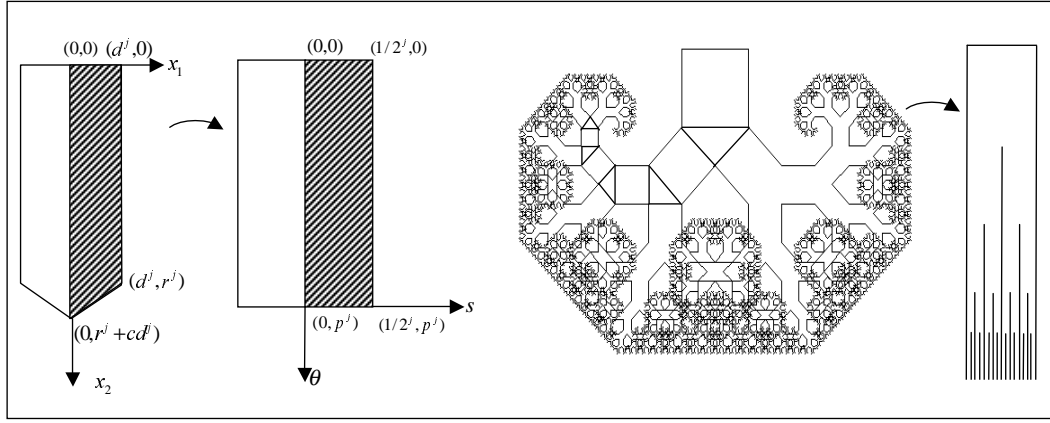 (0,0) (d^j,0)
x_1
(d^j, r^j)
(0, r^j + cd^j)
x_2
(0,0)
(1/2^j,0)
s
(0, p^j)
(1/2^j, p^j)
θ